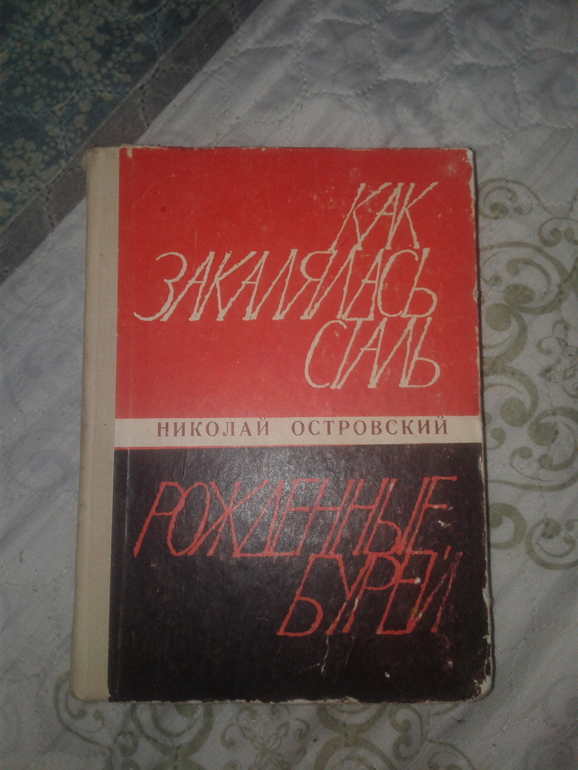 КАК
ЗАКАЛЯЛАСЬ
СТАЛЬ
НИКОЛАЙ ОСТРОВСКИЙ
РОЖДЕННЫЕ
БУРЕЙ